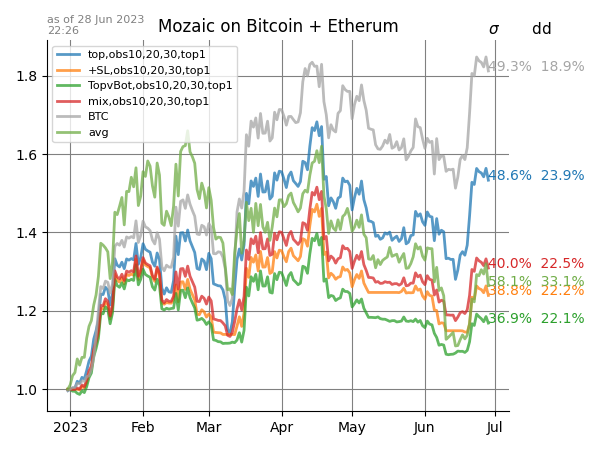 as of 28 Jun 2023
22:26
Mozaic on Bitcoin + Etherum
σ dd
top,obs10,20,30,top1
+SL,obs10,20,30,top1
TopvBot,obs10,20,30,top1
mix,obs10,20,30,top1
BTC
avg
1.8
1.6
1.4
1.2
1.0
49.3% 18.9%
48.6% 23.9%
40.0% 22.5%
58.1% 33.1%
38.8% 22.2%
36.9% 22.1%
2023 Feb Mar Apr May Jun Jul